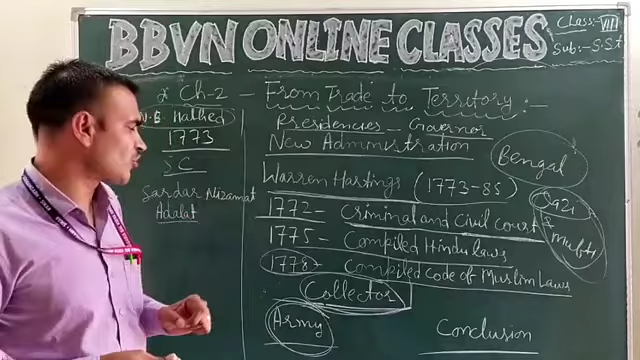 BBVN ONLINE CLASSES
Class:- VIII
Sub:- S.St
Ch-2 - From Trade to Territory:-
Presidencies - Governor
New Administration
Bengal
N.B. Halhed
1773
SC
Sardar Nizamat
Adalat
Warren Hastings (1773-85)
1772- Criminal and Civil court
1775- Compiled Hindu laws
1778- Compiled code of Muslim Laws
Qazi
&
Mufti
Collector
Army
Conclusion